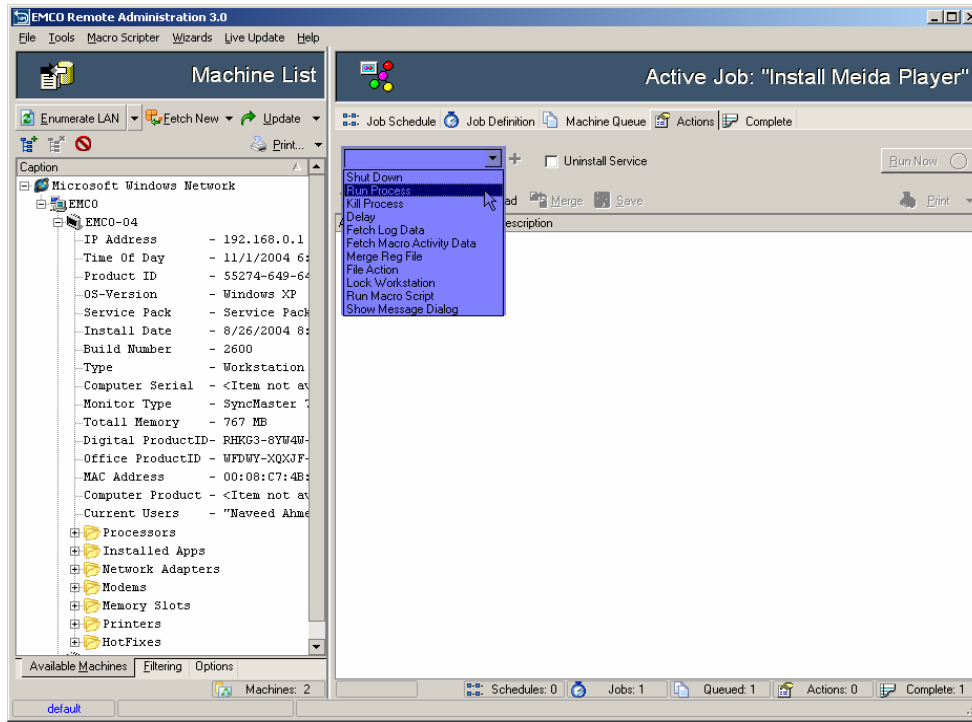 EMCO Remote Administration 3.0
File Tools Macro Scripter Wizards Live Update Help
Machine List
Active Job: "Install Meida Player"
Enumerate LAN Fetch New Update
Job Schedule Job Definition Machine Queue Actions Complete
Print...
Uninstall Service
Run Now
Caption
Shut Down
Run Process
Kill Process
Delay
Fetch Log Data
Fetch Macro Activity Data
Merge Reg File
File Action
Lock Workstation
Run Macro Script
Show Message Dialog
Merge Save Print
Microsoft Windows Network
EMCO
EMCO-04
IP Address - 192.168.0.1
Time Of Day - 11/1/2004 6:
Product ID - 55274-649-64
OS-Version - Windows XP
Service Pack - Service Pack
Install Date - 8/26/2004 8:
Build Number - 2600
Type - Workstation
Computer Serial - <Item not av
Monitor Type - SyncMaster 7
Totall Memory - 767 MB
Digital ProductID- RHKG3-8YW4W-
Office ProductID - WFDWY-XQXJF-
MAC Address - 00:08:C7:4B:
Computer Product - <Item not av
Current Users - "Naveed Ahme
Processors
Installed Apps
Network Adapters
Modems
Memory Slots
Printers
HotFixes
Available Machines Filtering Options
Machines: 2
Schedules: 0 Jobs: 1 Queued: 1 Actions: 0 Complete: 1
default